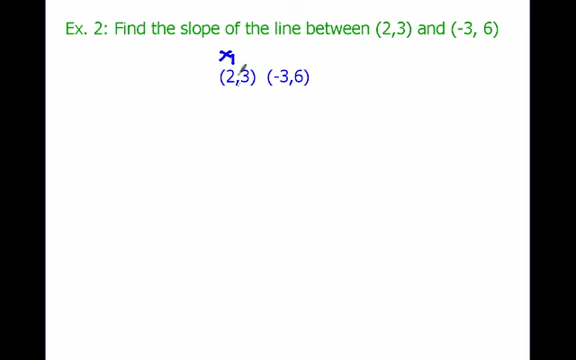 Ex. 2: Find the slope of the line between (2,3) and (-3, 6)
x1
(2,3) (-3,6)